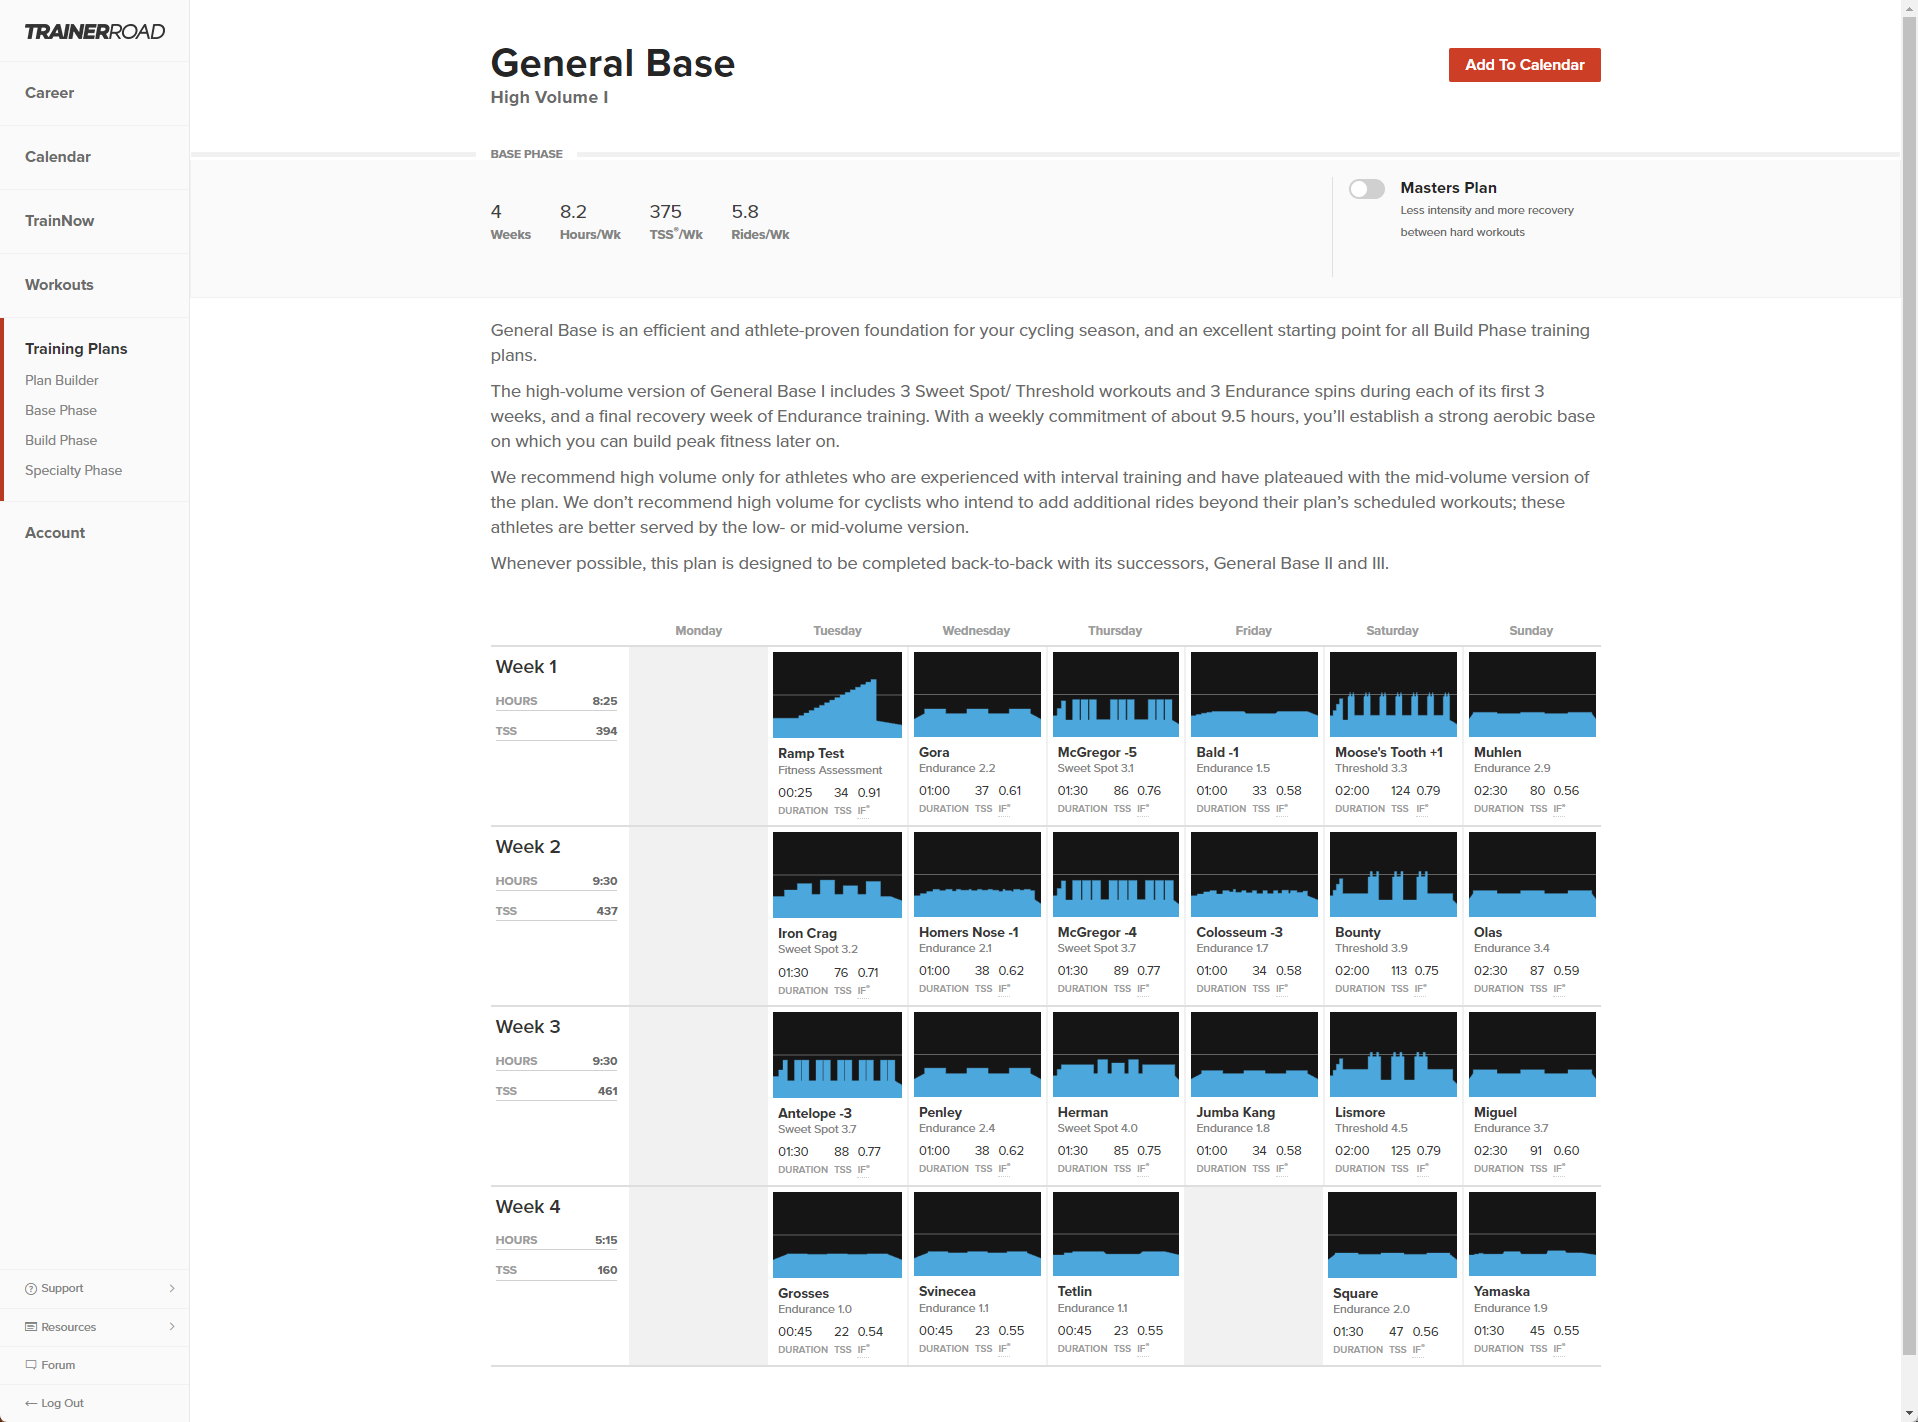 TRAINERROAD
Career
Calendar
TrainNow
Workouts
Training Plans
Plan Builder
Base Phase
Build Phase
Specialty Phase
Account
Support
Resources
Forum
Log Out
General Base
High Volume I
Add To Calendar
BASE PHASE
4 8.2 375 5.8
Weeks Hours/Wk TSS®/Wk Rides/Wk
Masters Plan
Less intensity and more recovery
between hard workouts
General Base is an efficient and athlete-proven foundation for your cycling season, and an excellent starting point for all Build Phase training
plans.
The high-volume version of General Base I includes 3 Sweet Spot/ Threshold workouts and 3 Endurance spins during each of its first 3
weeks, and a final recovery week of Endurance training. With a weekly commitment of about 9.5 hours, you’ll establish a strong aerobic base
on which you can build peak fitness later on.
We recommend high volume only for athletes who are experienced with interval training and have plateaued with the mid-volume version of
the plan. We don’t recommend high volume for cyclists who intend to add additional rides beyond their plan’s scheduled workouts; these
athletes are better served by the low- or mid-volume version.
Whenever possible, this plan is designed to be completed back-to-back with its successors, General Base II and III.
Monday Tuesday Wednesday Thursday Friday Saturday Sunday
Week 1
HOURS 8:25
TSS 394
Ramp Test Gora McGregor -5 Bald -1 Moose's Tooth +1 Muhlen
Fitness Assessment Endurance 2.2 Sweet Spot 3.1 Endurance 1.5 Threshold 3.3 Endurance 2.9
00:25 34 0.91 01:00 37 0.61 01:30 86 0.76 01:00 33 0.58 02:00 124 0.79 02:30 80 0.56
DURATION TSS IF® DURATION TSS IF® DURATION TSS IF® DURATION TSS IF® DURATION TSS IF® DURATION TSS IF®
Week 2
HOURS 9:30
TSS 437
Iron Crag Homers Nose -1 McGregor -4 Colosseum -3 Bounty Olas
Sweet Spot 3.2 Endurance 2.1 Sweet Spot 3.7 Endurance 1.7 Threshold 3.9 Endurance 3.4
01:30 76 0.71 01:00 38 0.62 01:30 89 0.77 01:00 34 0.58 02:00 113 0.75 02:30 87 0.59
DURATION TSS IF® DURATION TSS IF® DURATION TSS IF® DURATION TSS IF® DURATION TSS IF® DURATION TSS IF®
Week 3
HOURS 9:30
TSS 461
Antelope -3 Penley Herman Jumba Kang Lismore Miguel
Sweet Spot 3.7 Endurance 2.4 Sweet Spot 4.0 Endurance 1.8 Threshold 4.5 Endurance 3.7
01:30 88 0.77 01:00 38 0.62 01:30 85 0.75 01:00 34 0.58 02:00 125 0.79 02:30 91 0.60
DURATION TSS IF® DURATION TSS IF® DURATION TSS IF® DURATION TSS IF® DURATION TSS IF® DURATION TSS IF®
Week 4
HOURS 5:15
TSS 160
Grosses Svinecea Tetlin Square Yamaska
Endurance 1.0 Endurance 1.1 Endurance 1.1 Endurance 2.0 Endurance 1.9
00:45 22 0.54 00:45 23 0.55 00:45 23 0.55 01:30 47 0.56 01:30 45 0.55
DURATION TSS IF® DURATION TSS IF® DURATION TSS IF® DURATION TSS IF® DURATION TSS IF®